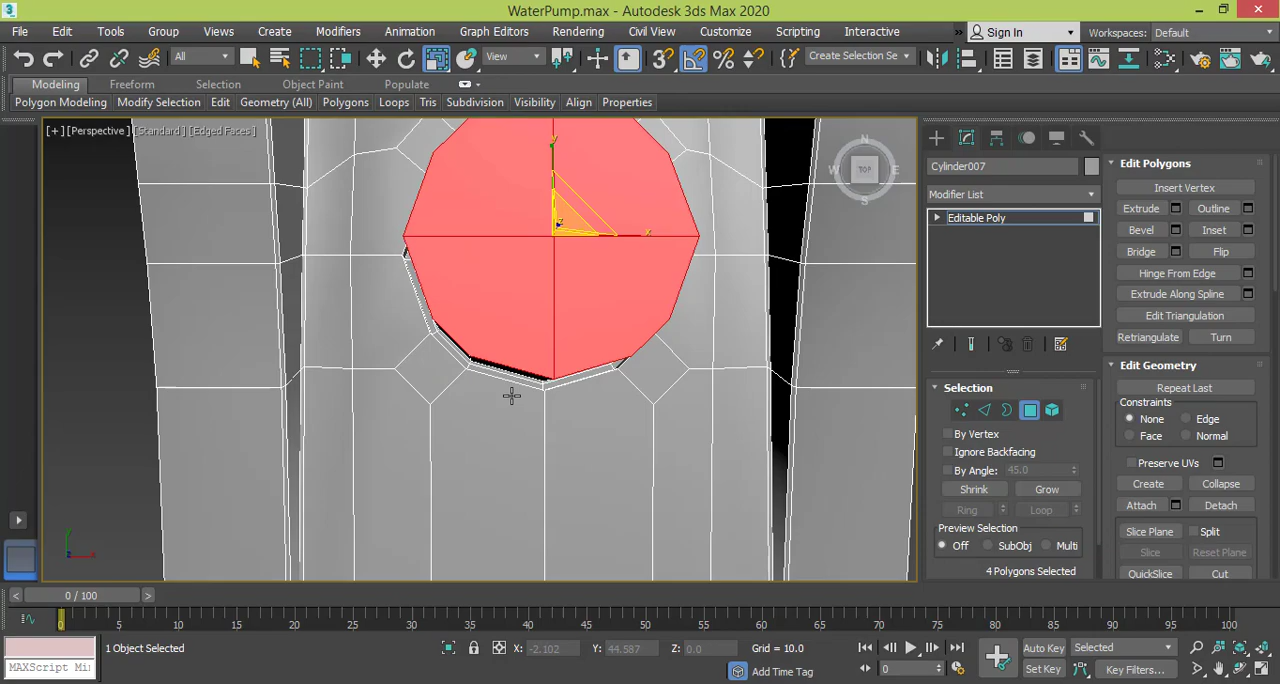 WaterPump.max - Autodesk 3ds Max 2020
File Edit Tools Group Views Create Modifiers Animation Graph Editors Rendering Civil View Customize Scripting Interactive » Sign In Workspaces: Default
All View Create Selection Se
Modeling Freeform Selection Object Paint Populate
Polygon Modeling Modify Selection Edit Geometry (All) Polygons Loops Tris Subdivision Visibility Align Properties
[+] [Perspective] [Standard] [Edged Faces]
N
W TOP E
S
y
z x
Cylinder007
Modifier List
Editable Poly
Selection
By Vertex
Ignore Backfacing
By Angle: 45.0
Shrink Grow
Ring Loop
Preview Selection
Off SubObj Multi
4 Polygons Selected
Edit Polygons
Insert Vertex
Extrude Outline
Bevel Inset
Bridge Flip
Hinge From Edge
Extrude Along Spline
Edit Triangulation
Retriangulate Turn
Edit Geometry
Repeat Last
Constraints
None Edge
Face Normal
Preserve UVs
Create Collapse
Attach Detach
Slice Plane Split
Slice Reset Plane
QuickSlice Cut
< 0 / 100 >
0 5 10 15 20 25 30 35 40 45 50 55 60 65 70 75 80 85 90 95 100
1 Object Selected X: -2.102 Y: 44.587 Z: 0.0 Grid = 10.0 Auto Key Selected
MAXScript Mi Add Time Tag 0 Set Key Key Filters...